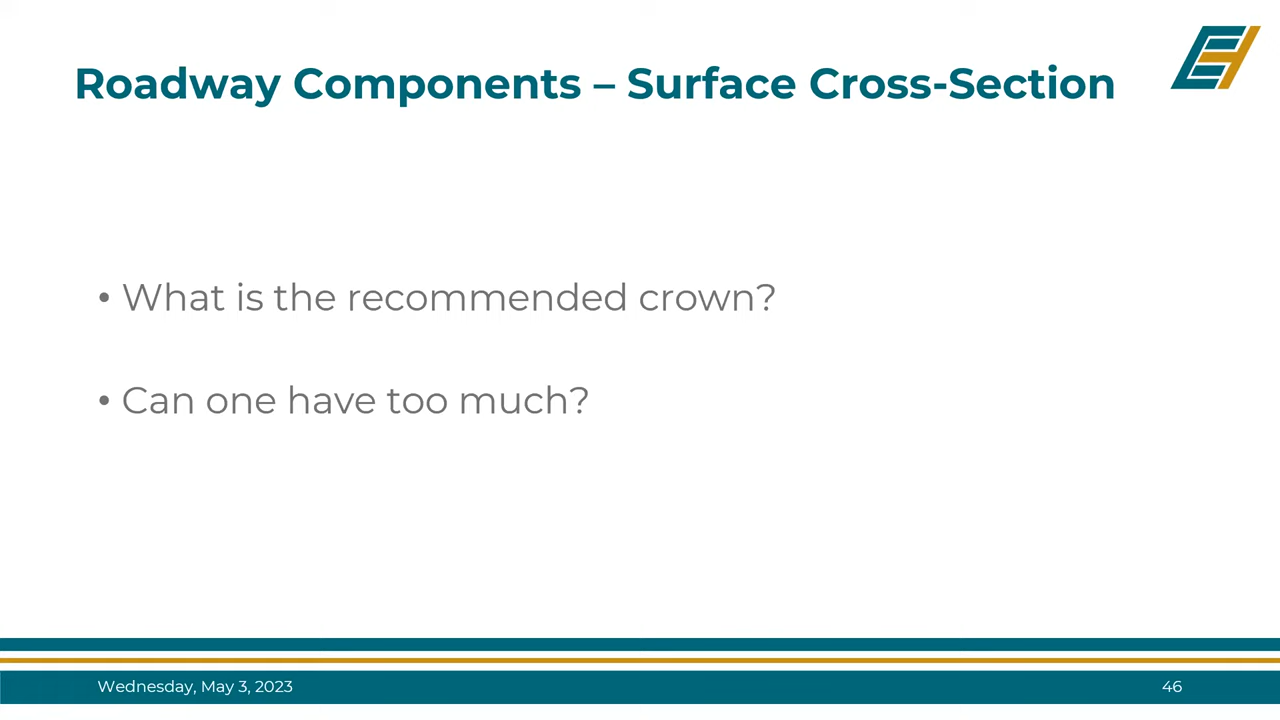 Roadway Components – Surface Cross-Section
• What is the recommended crown?
• Can one have too much?
Wednesday, May 3, 2023
46